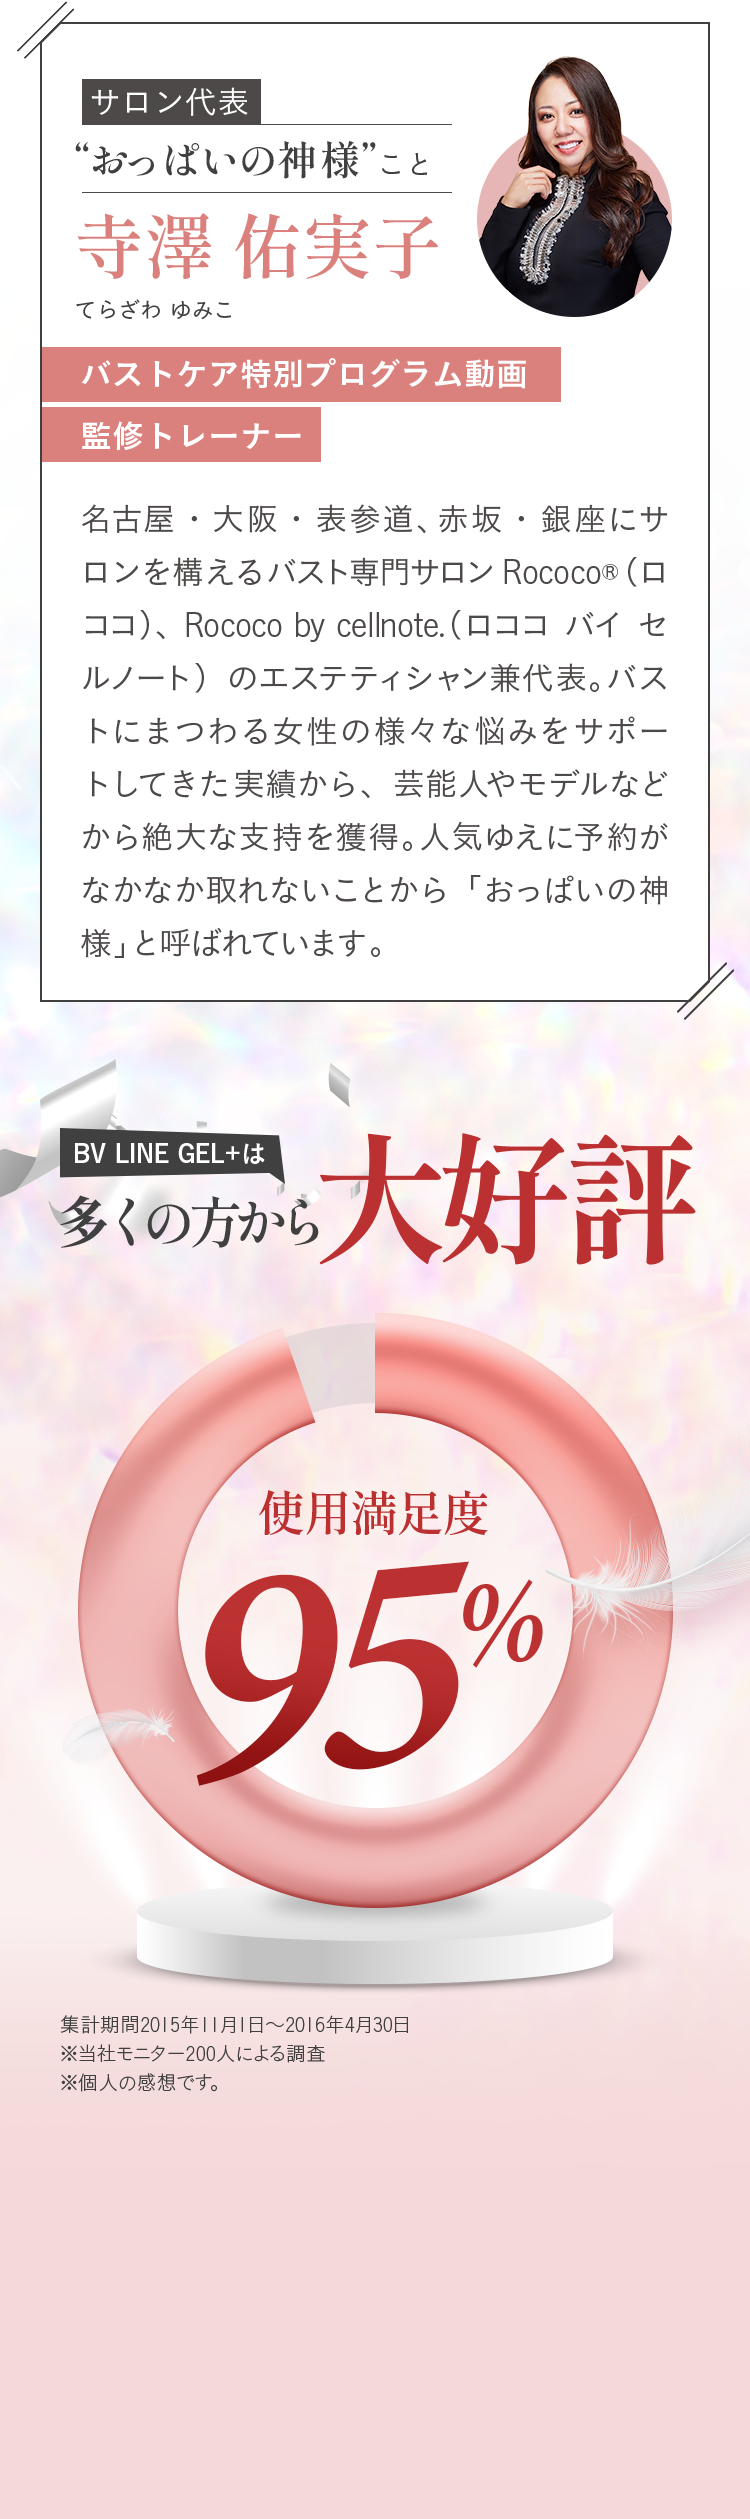 サロン代表
“おっぱいの神様”こと
寺澤 佑実子
てらざわ ゆみこ
バストケア特別プログラム動画
監修トレーナー
名古屋・大阪・表参道、赤坂・銀座にサ
ロンを構えるバスト専門サロン Rococo®（ロ
ココ）、Rococo by cellnote.（ロココ バイ セ
ルノート）のエステティシャン兼代表。バス
トにまつわる女性の様々な悩みをサポー
トしてきた実績から、芸能人やモデルなど
から絶大な支持を獲得。人気ゆえに予約が
なかなか取れないことから「おっぱいの神
様」と呼ばれています。
BV LINE GEL+は
多くの方から大好評
使用満足度
95%
集計期間2015年11月1日～2016年4月30日
※当社モニター200人による調査
※個人の感想です。